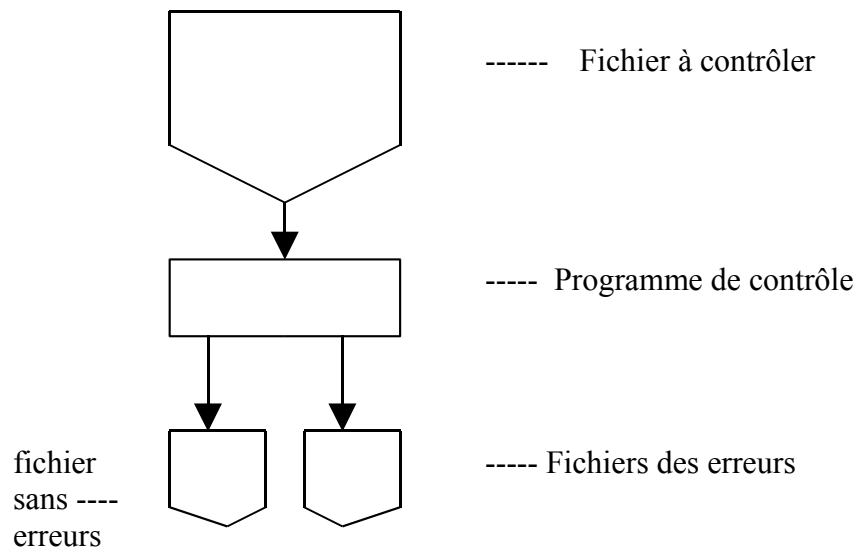 ------ Fichier à contrôler
----- Programme de contrôle
fichier
sans ----
erreurs
----- Fichiers des erreurs